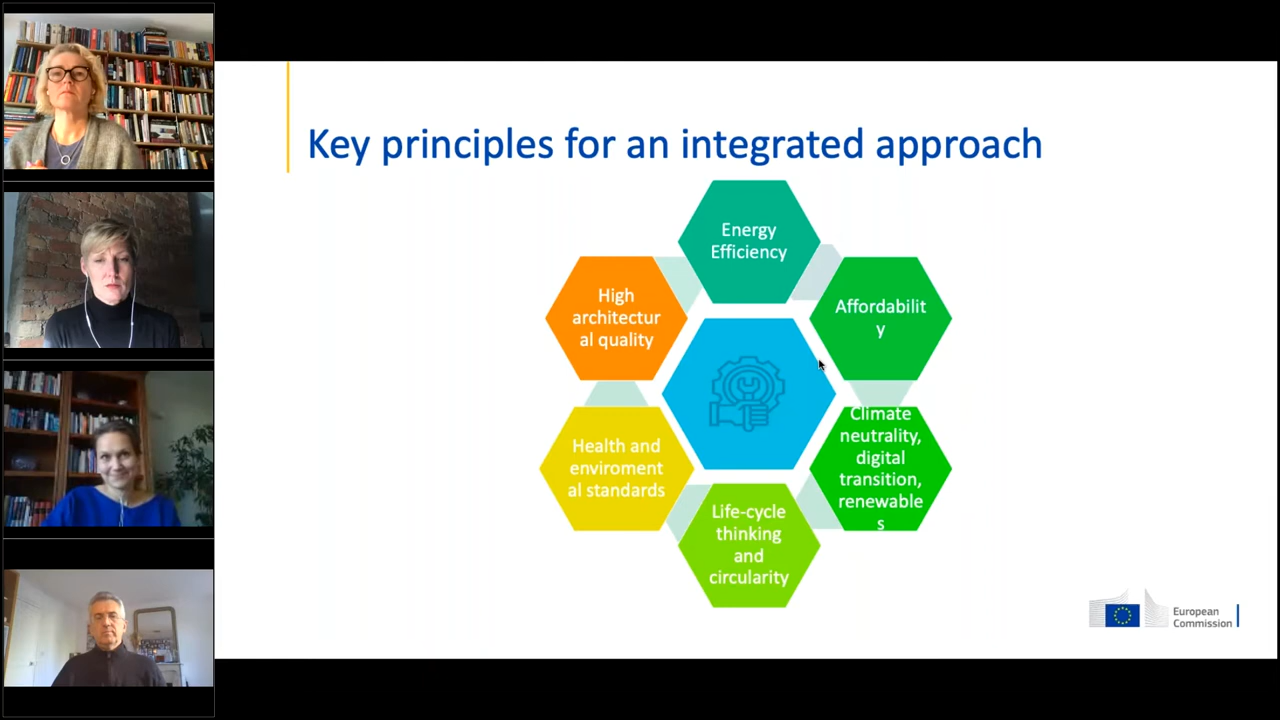 Key principles for an integrated approach
Energy
Efficiency
Affordabilit
y
Climate
neutrality,
digital
transition,
renewable
s
Life-cycle
thinking
and
circularity
Health and
enviroment
al standards
High
architectur
al quality
European
Commission